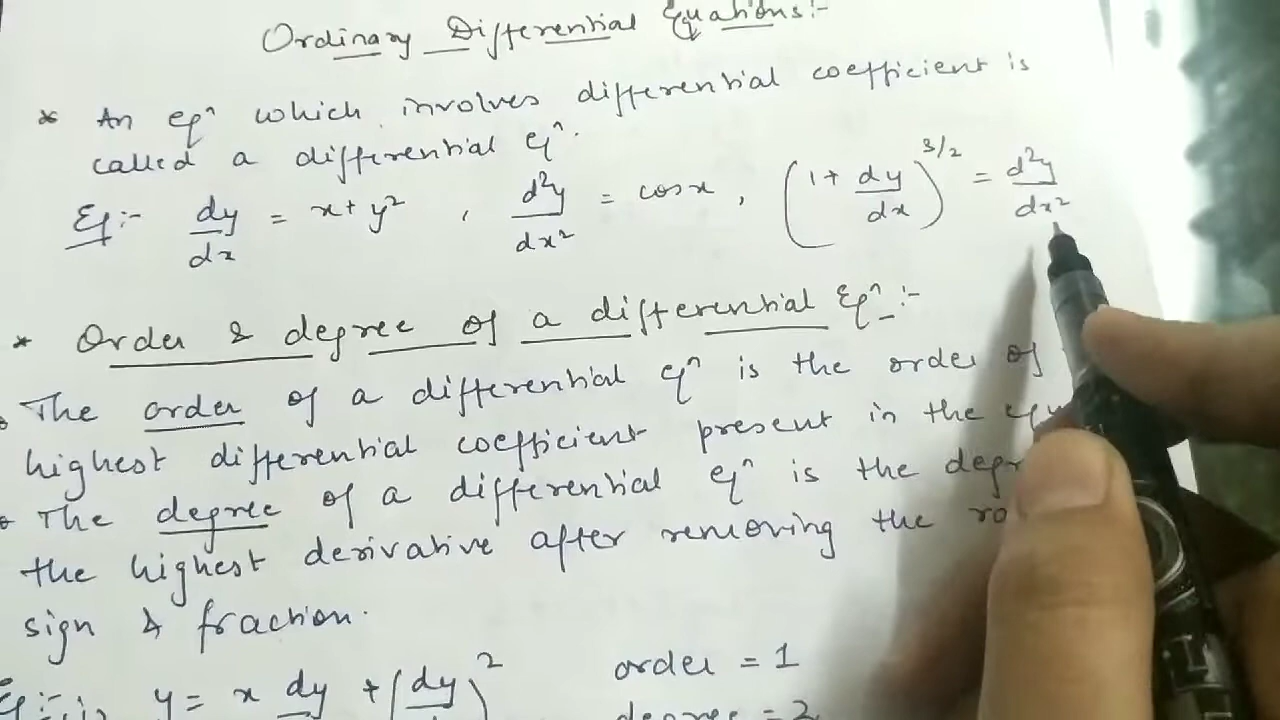 Ordinary Differential Equations:-
* An eqⁿ which involves differential coefficient is
called a differential eqⁿ.
Eg:- dy/dx = x + y² , d²y/dx² = cosx , (1 + dy/dx)^3/2 = d²y/dx²
* Order & degree of a differential Eqⁿ:-
The order of a differential eqⁿ is the order of
highest differential coefficient present in the
The degree of a differential eqⁿ is the
the highest derivative after removing the
sign & fraction.
y = x dy + (dy)² order = 1
degree = 2